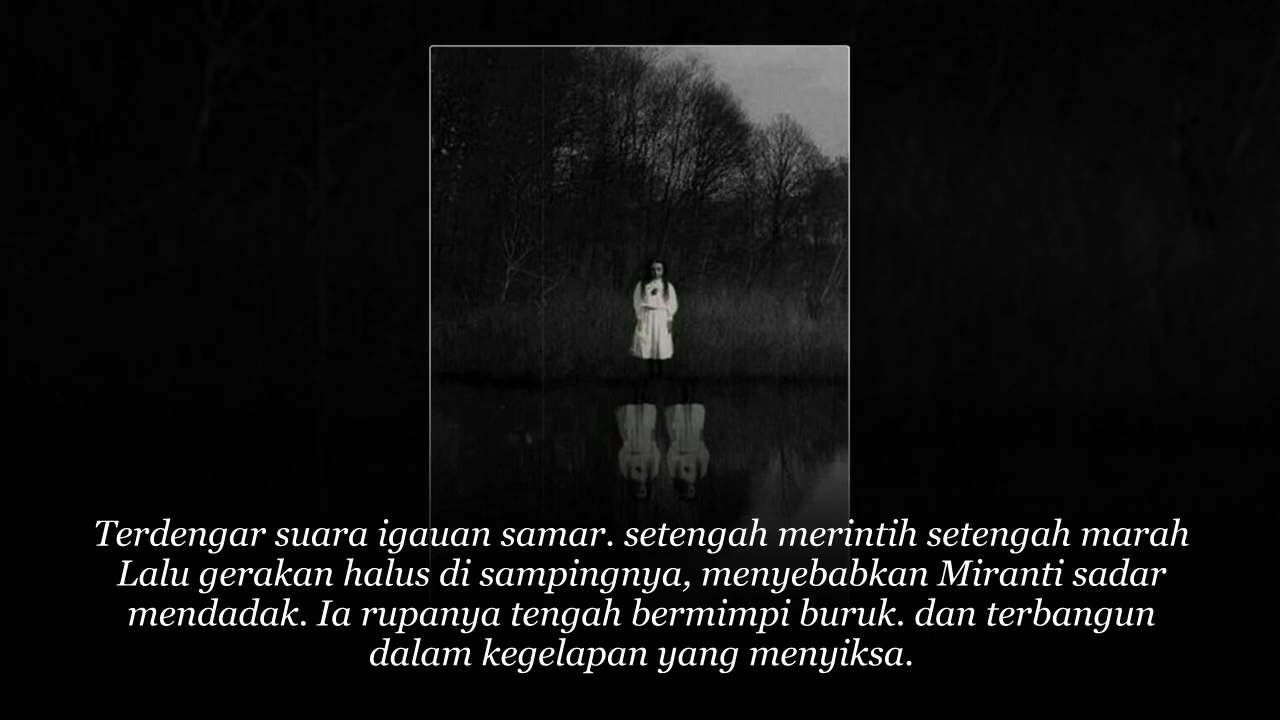 Terdengar suara igauan samar. setengah merintih setengah marah
Lalu gerakan halus di sampingnya, menyebabkan Miranti sadar
mendadak. Ia rupanya tengah bermimpi buruk. dan terbangun
dalam kegelapan yang menyiksa.